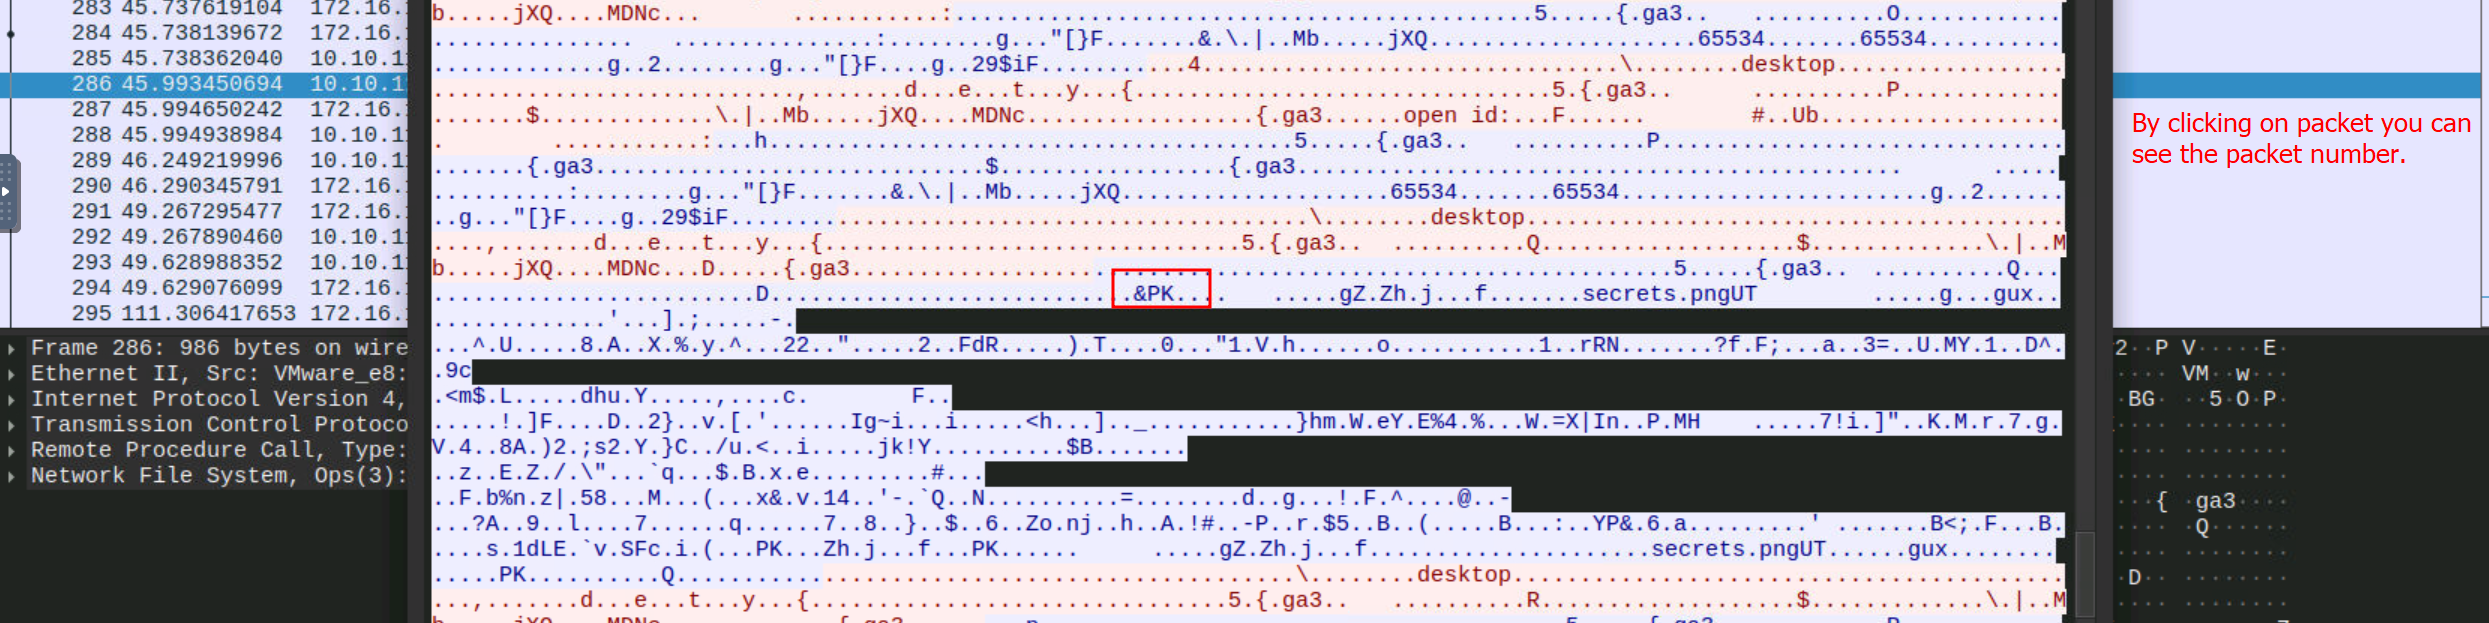 283 45.737619104 172.16.
284 45.738139672 172.16.
285 45.738362040 10.10.1
286 45.993450694 10.10.1
287 45.994650242 172.16.
288 45.994938984 10.10.1
289 46.249219996 10.10.1
290 46.290345791 172.16.
291 49.267295477 172.16.
292 49.267890460 10.10.1
293 49.628988352 10.10.1
294 49.629076099 172.16.
295 111.306417653 172.16.
Frame 286: 986 bytes on wire
Ethernet II, Src: VMware_e8:
Internet Protocol Version 4,
Transmission Control Protoco
Remote Procedure Call, Type:
Network File System, Ops(3):
b.....jXQ....MDNc... ...........:...........................................5.....{.ga3.. ..........O............
............... ...............:........g..."[}F.......&.\.|..Mb.....jXQ...................65534.......65534..........
.............g..2........g..."[}F....g..29$iF...........4..............................\........desktop................
...........................,.......d...e...t...y...{...............................5.{.ga3.. ..........P............
.......$.............\.|..Mb.....jXQ....MDNc.................{.ga3......open id:...F...... #..Ub..................
. ...........:...h......................................5.....{.ga3.. ..........P.............................
.......{.ga3.............................$.................{.ga3........................................... .....
..........:........g..."[}F.......&.\.|..Mb.....jXQ....................65534.......65534.......................g..2......
..g..."[}F....g..29$iF...........................................\........desktop.......................................
....,.......d...e...t...y...{...............................5.{.ga3.. ..........Q...................$.............\.|..M
b.....jXQ....MDNc...D.....{.ga3............................................................5.....{.ga3.. ..........Q...
........................D...........................&PK.... .....gZ.Zh.j...f.......secrets.pngUT .....g...gux..
.............'...].;.....-.
...^.U.....8.A..X.%.y.^...22..".....2..FdR.....).T....0..."1.V.h.......o...........1..rRN.......?f.F;...a..3=..U.MY.1..D^.
.9c
.<m$.L.....dhu.Y.....,....c. F..
.....!.]F....D..2}..v.[.'......Ig~i...i.....<h...].._...........}hm.W.eY.E%4.%...W.=X|In..P.MH .....7!i.]"..K.M.r.7.g.
V.4..8A.)2.;s2.Y.}C../u.<..i.....jk!Y..........$B.......
..z..E.Z./.\"...`q...$.B.x.e.........#...
..F.b%n.z|.58...M...(...x&.v.14..'-.`Q..N..........=........d..g...!.F.^....@..-
...?A..9..l....7......q......7..8..}..$..6..Zo.nj..h..A.!#..-P..r.$5..B..(.....B...:..YP&.6.a.........' .......B<;.F...B.
....s.1dLE.`v.SFc.i.(...PK...Zh.j...f...PK...... .....gZ.Zh.j...f.....................secrets.pngUT......gux........
.....PK..........Q..............................................\........desktop........................................
...,.......d...e...t...y...{...............................5.{.ga3.. ..........R...................$.............\.|..M
By clicking on packet you can
see the packet number.
2··P V·····E·
···· VM··w···
·BG· ··5·O·P·
···{ ·ga3····
···· ·Q······
·D·· ········